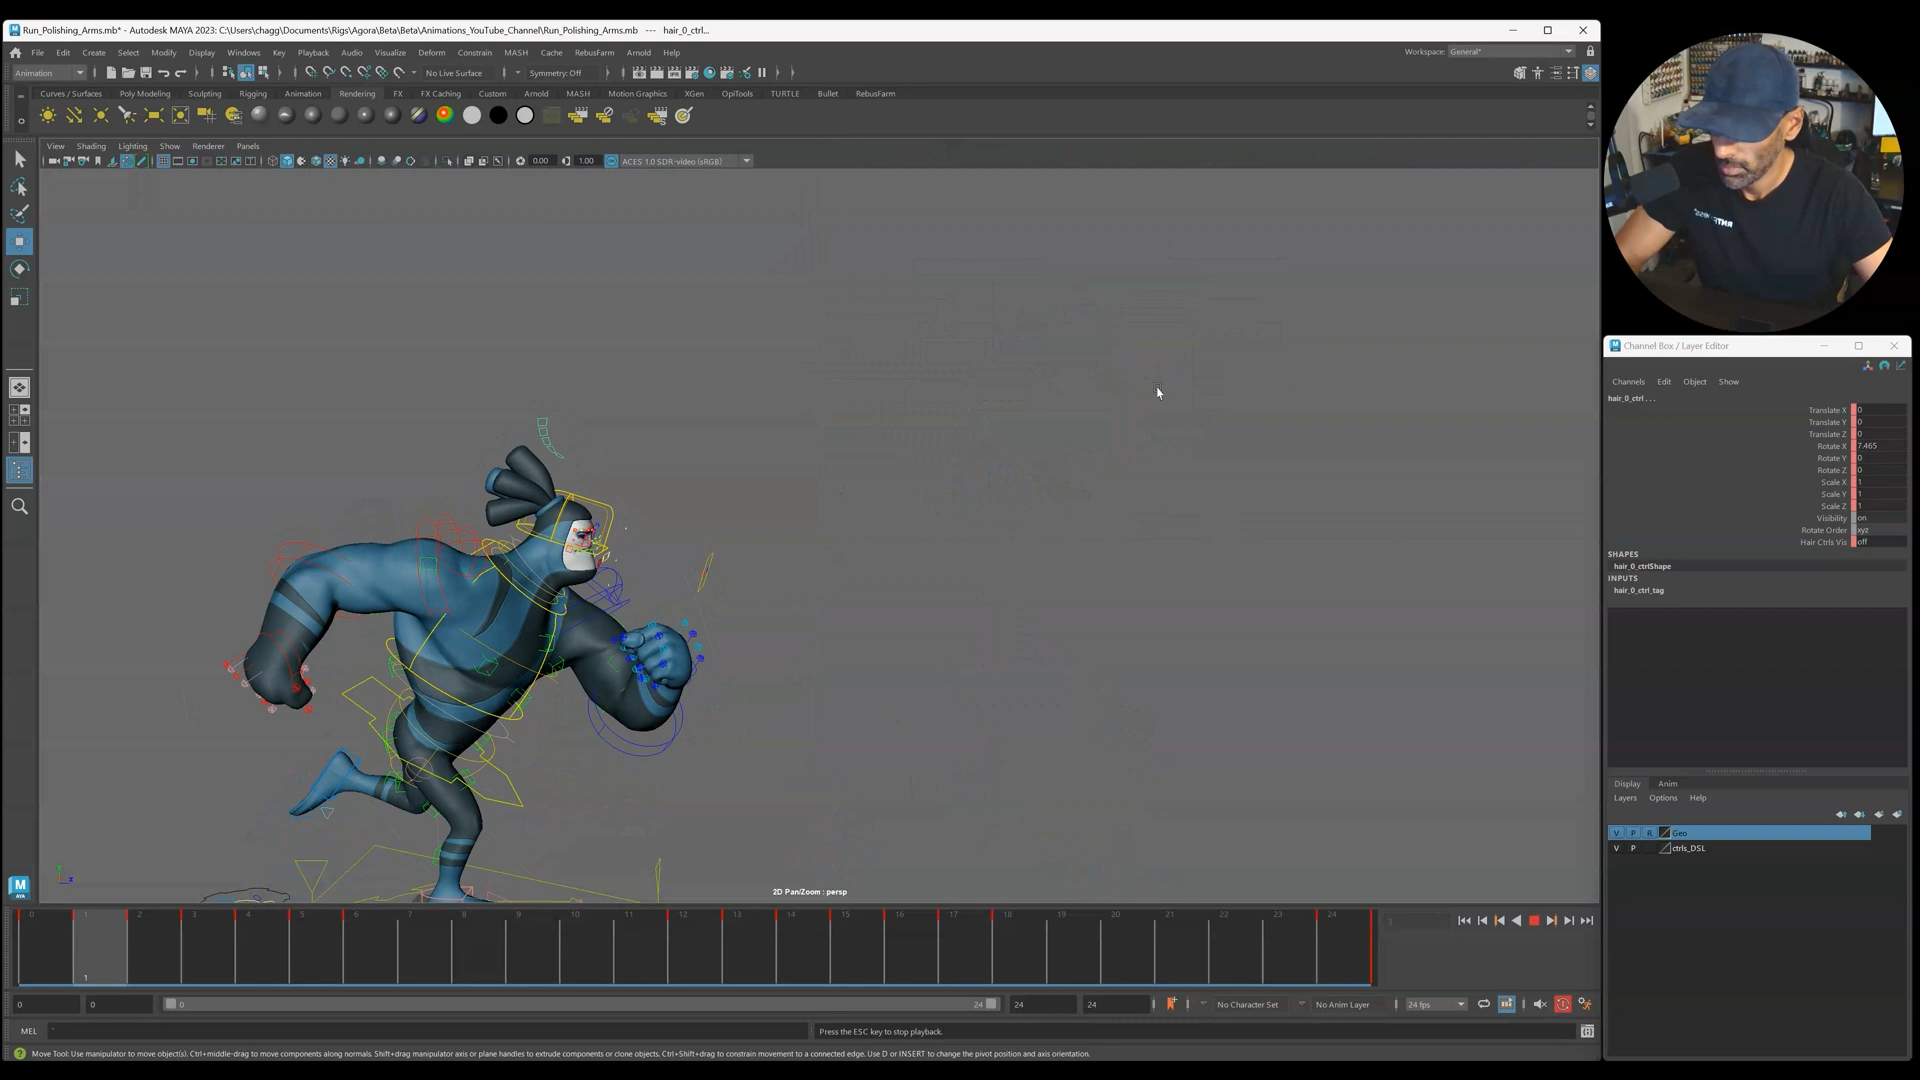 Run_Polishing_Arms.mb* - Autodesk MAYA 2023: C:\Users\chagg\Documents\Rigs\Agora\Beta\Beta\Animations_YouTube_Channel\Run_Polishing_Arms.mb --- hair_0_ctrl...
File Edit Create Select Modify Display Windows Key Playback Audio Visualize Deform Constrain MASH Cache RebusFarm Arnold Help
Workspace: General*
Animation
No Live Surface
Symmetry: Off
Curves / Surfaces Poly Modeling Sculpting Rigging Animation Rendering FX FX Caching Custom Arnold MASH Motion Graphics XGen OpiTools TURTLE Bullet RebusFarm
View Shading Lighting Show Renderer Panels
0.00 1.00 ACES 1.0 SDR-video (sRGB)
2D Pan/Zoom : persp
Channel Box / Layer Editor
Channels Edit Object Show
hair_0_ctrl . . .
Translate X 0
Translate Y 0
Translate Z 0
Rotate X 7.465
Rotate Y 0
Rotate Z 0
Scale X 1
Scale Y 1
Scale Z 1
Visibility on
Rotate Order xyz
Hair Ctrls Vis off
SHAPES
hair_0_ctrlShape
INPUTS
hair_0_ctrl_tag
Display Anim
Layers Options Help
V P R Geo
V P ctrls_DSL
0 1 2 3 4 5 6 7 8 9 10 11 12 13 14 15 16 17 18 19 20 21 22 23 24
1
0 0 0 24 24 24 No Character Set No Anim Layer 24 fps
MEL
Press the ESC key to stop playback.
Move Tool: Use manipulator to move object(s). Ctrl+middle-drag to move components along normals. Shift+drag manipulator axis or plane handles to extrude components or clone objects. Ctrl+Shift+drag to constrain movement to a connected edge. Use D or INSERT to change the pivot position and axis orientation.